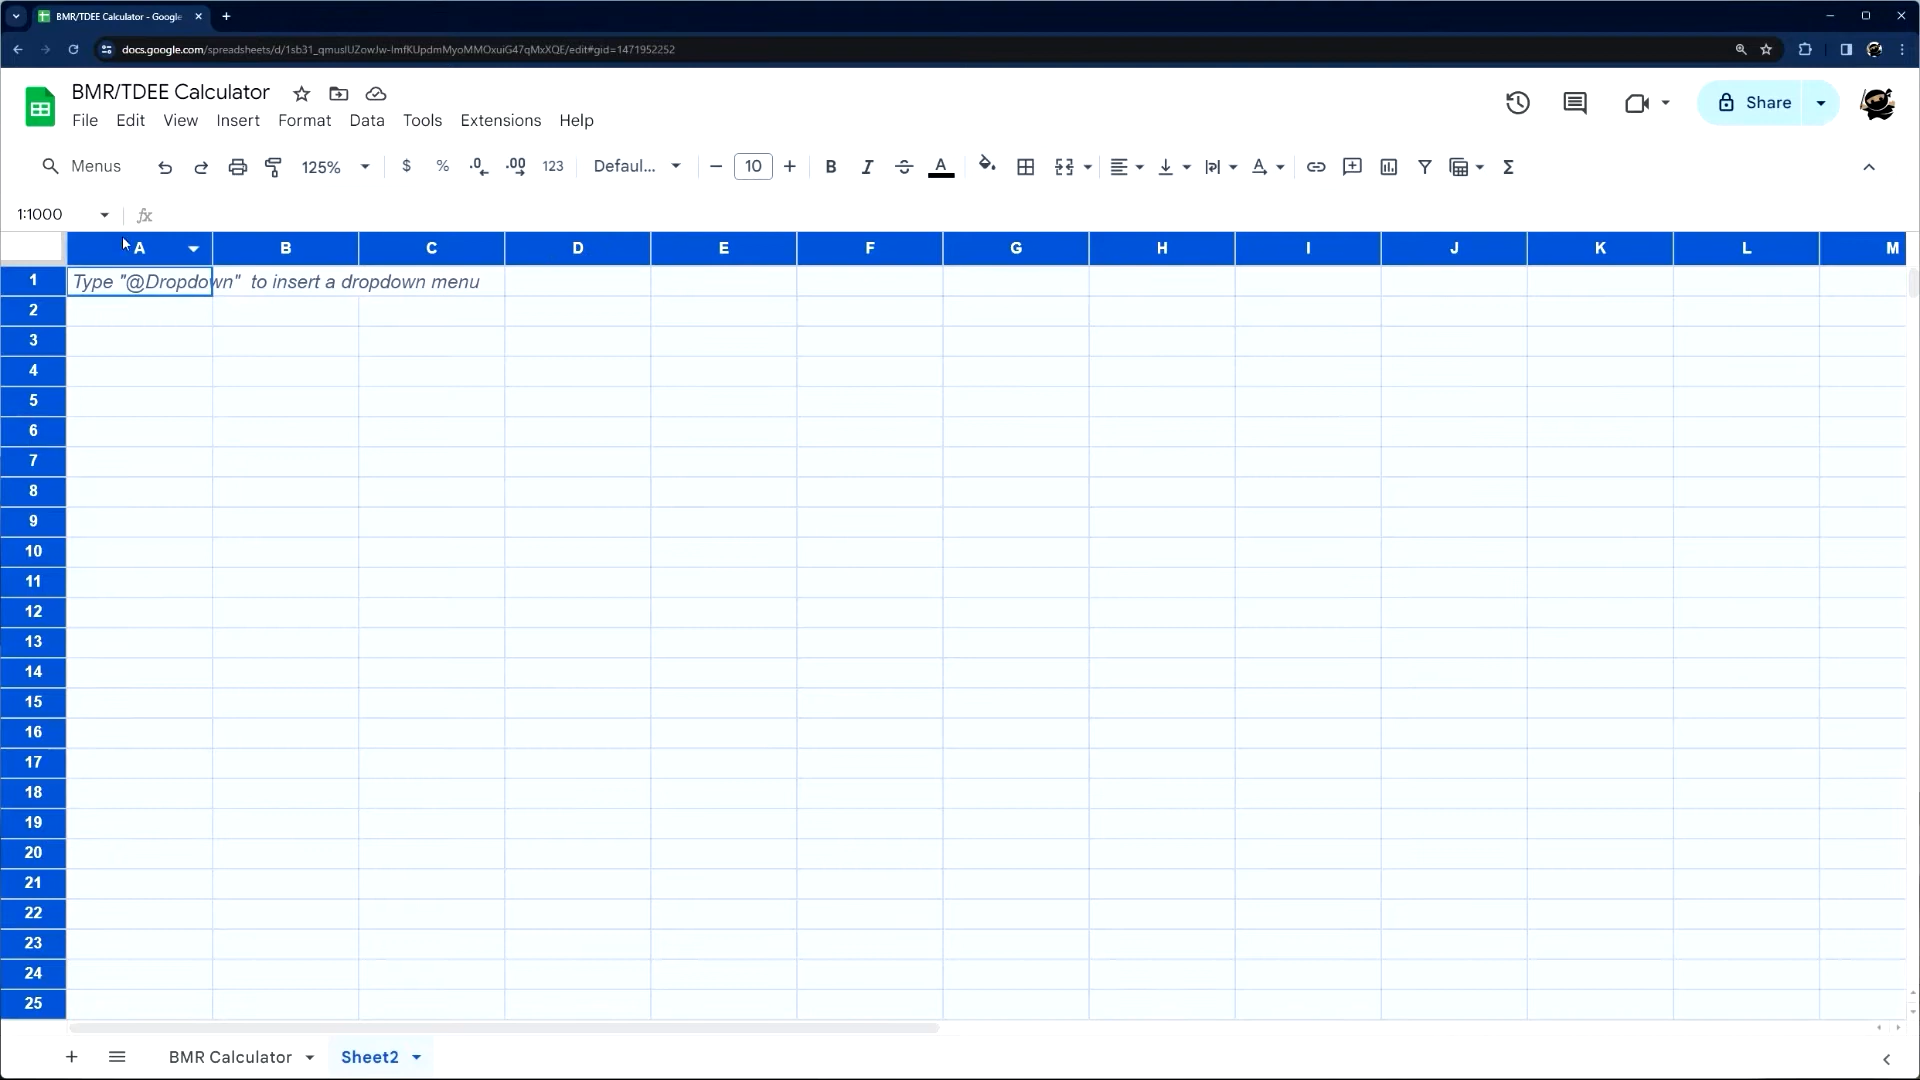 BMR/TDEE Calculator - Google
docs.google.com/spreadsheets/d/1sb31_qmuslUZowJw-lmfKUpdmMyoMMOxuiG47qMxXQE/edit#gid=1471952252
BMR/TDEE Calculator
File Edit View Insert Format Data Tools Extensions Help
Share
Menus 125% $ % .0 .00 123 Defaul... 10 B I S A Σ
1:1000 fx
A B C D E F G H I J K L M
1 Type "@Dropdown" to insert a dropdown menu
2
3
4
5
6
7
8
9
10
11
12
13
14
15
16
17
18
19
20
21
22
23
24
25
BMR Calculator Sheet2